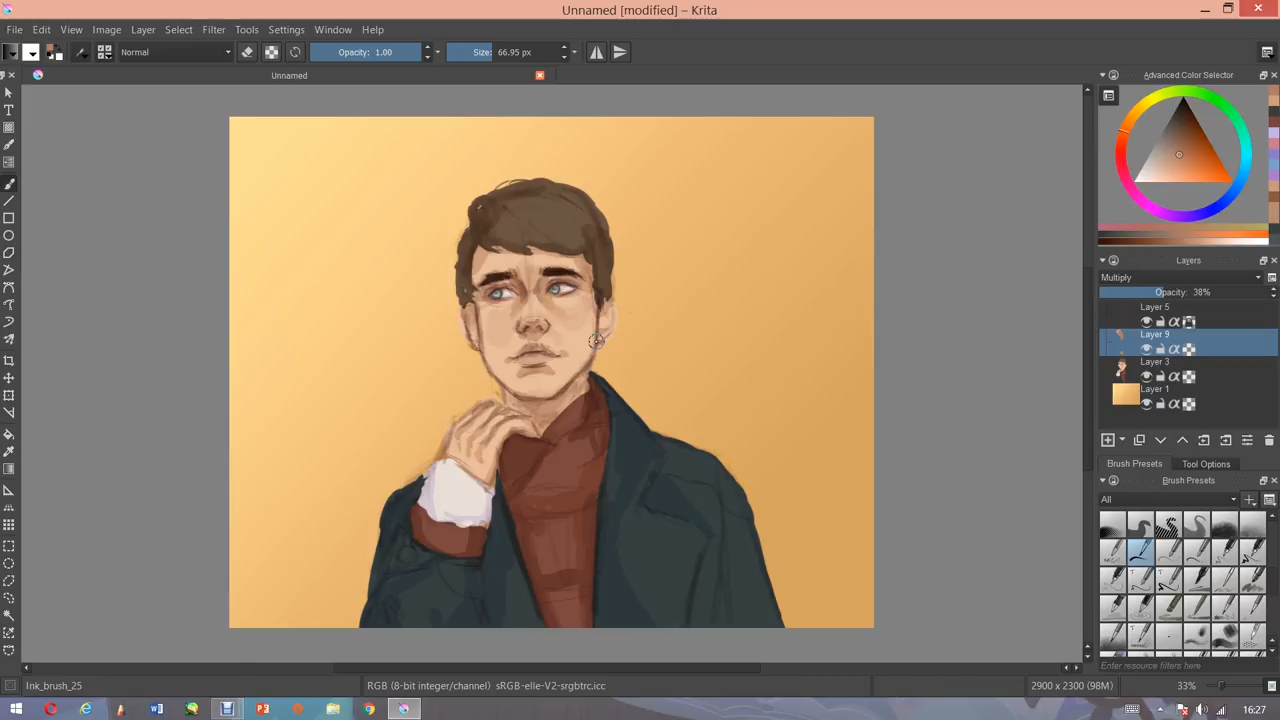 Unnamed [modified] – Krita
File Edit View Image Layer Select Filter Tools Settings Window Help
Normal Opacity: 1.00 Size: 66.95 px
Unnamed
Advanced Color Selector
Layers
Multiply
Opacity: 38%
Layer 5
Layer 9
Layer 3
Layer 1
Brush Presets Tool Options
Brush Presets
All
Enter resource filters here
Ink_brush_25 RGB (8-bit integer/channel) sRGB-elle-V2-srgbtrc.icc 2900 x 2300 (98M) 33%
16:27